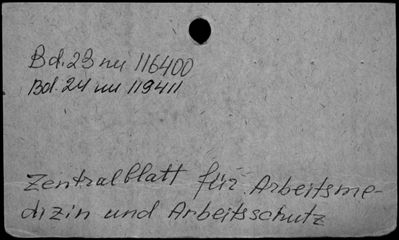 Bd. 23 nu 116400
Bd. 24 nu 119411
Zentralblatt für Arbeitsme-
dizin und Arbeitsschutz